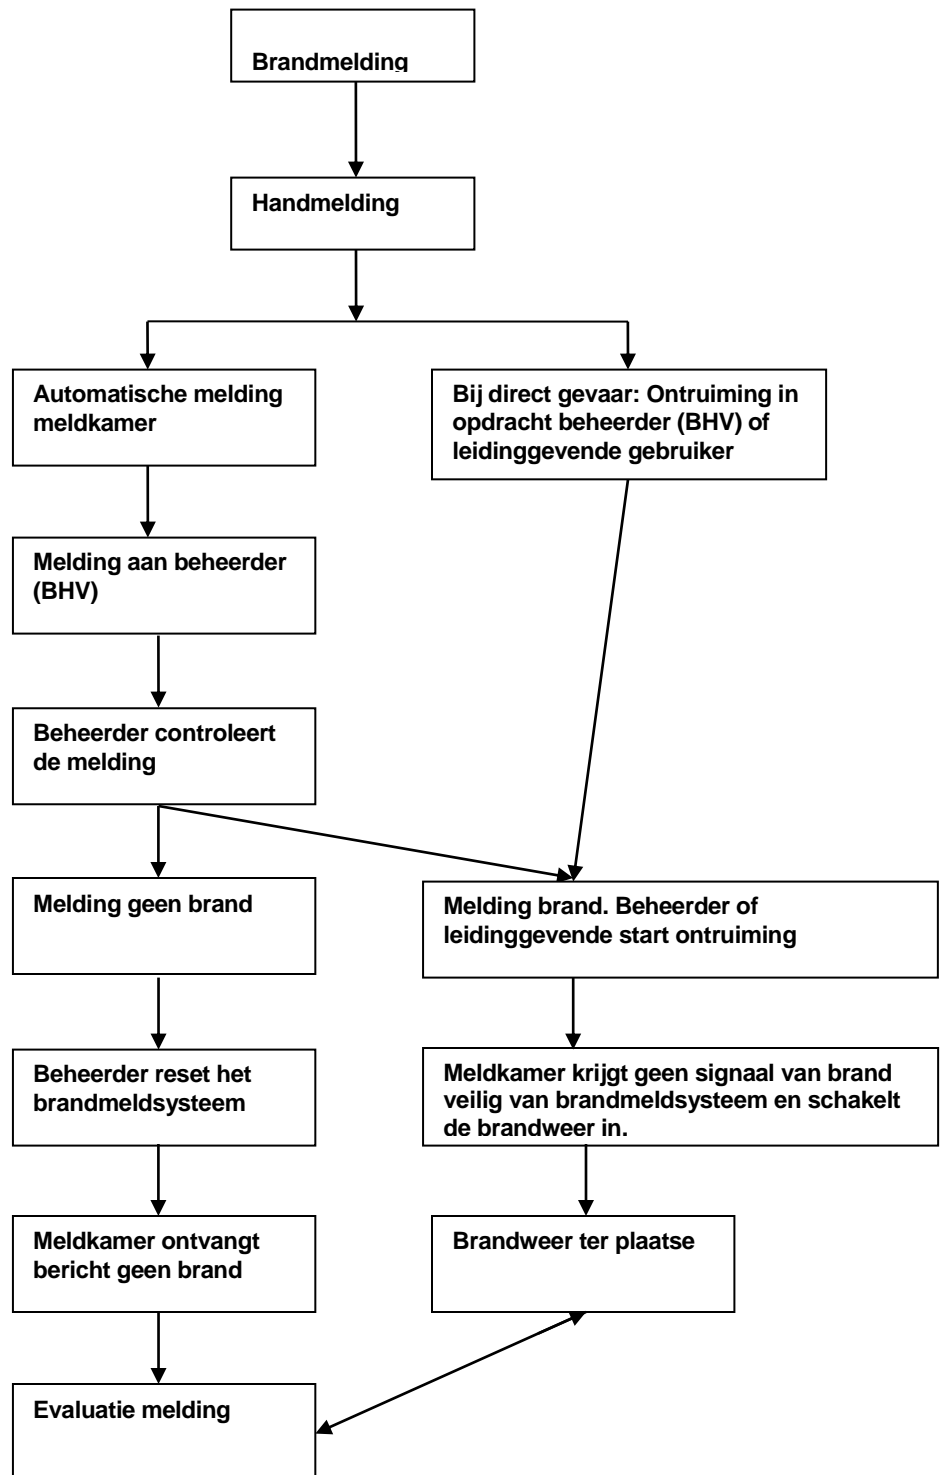 Brandmelding
Handmelding
Automatische melding
meldkamer
Bij direct gevaar: Ontruiming in
opdracht beheerder (BHV) of
leidinggevende gebruiker
Melding aan beheerder
(BHV)
Beheerder controleert
de melding
Melding geen brand
Melding brand. Beheerder of
leidinggevende start ontruiming
Beheerder reset het
brandmeldsysteem
Meldkamer krijgt geen signaal van brand
veilig van brandmeldsysteem en schakelt
de brandweer in.
Meldkamer ontvangt
bericht geen brand
Brandweer ter plaatse
Evaluatie melding